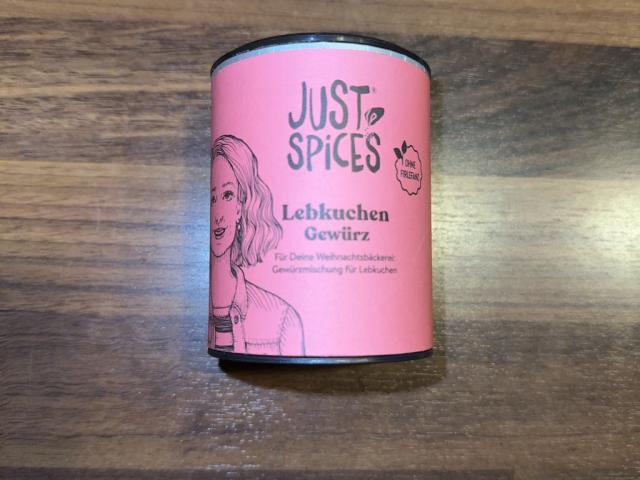 JUST
SPiCES
OHNE
FIRLEFANZ
Lebkuchen
Gewürz
Für Deine Weihnachtsbäckerei:
Gewürzmischung für Lebkuchen